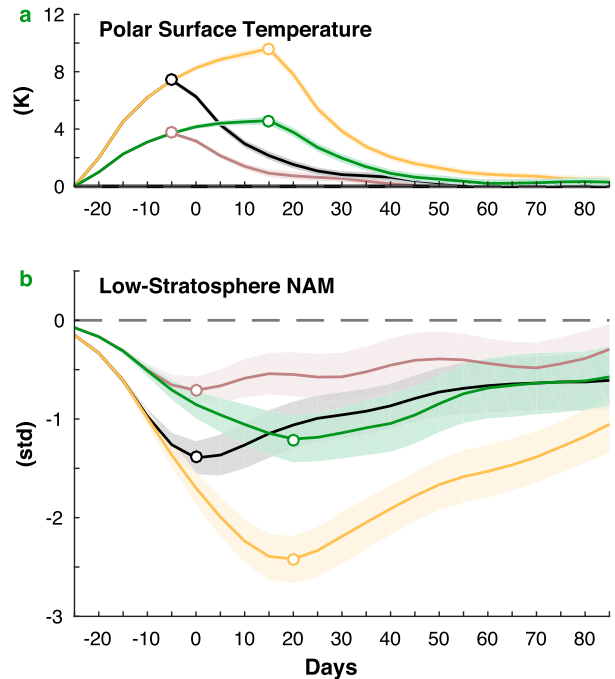 a
Polar Surface Temperature
12
8
4
0
(K)
-20 -10 0 10 20 30 40 50 60 70 80
b
Low-Stratosphere NAM
0
-1
-2
-3
(std)
-20 -10 0 10 20 30 40 50 60 70 80
Days